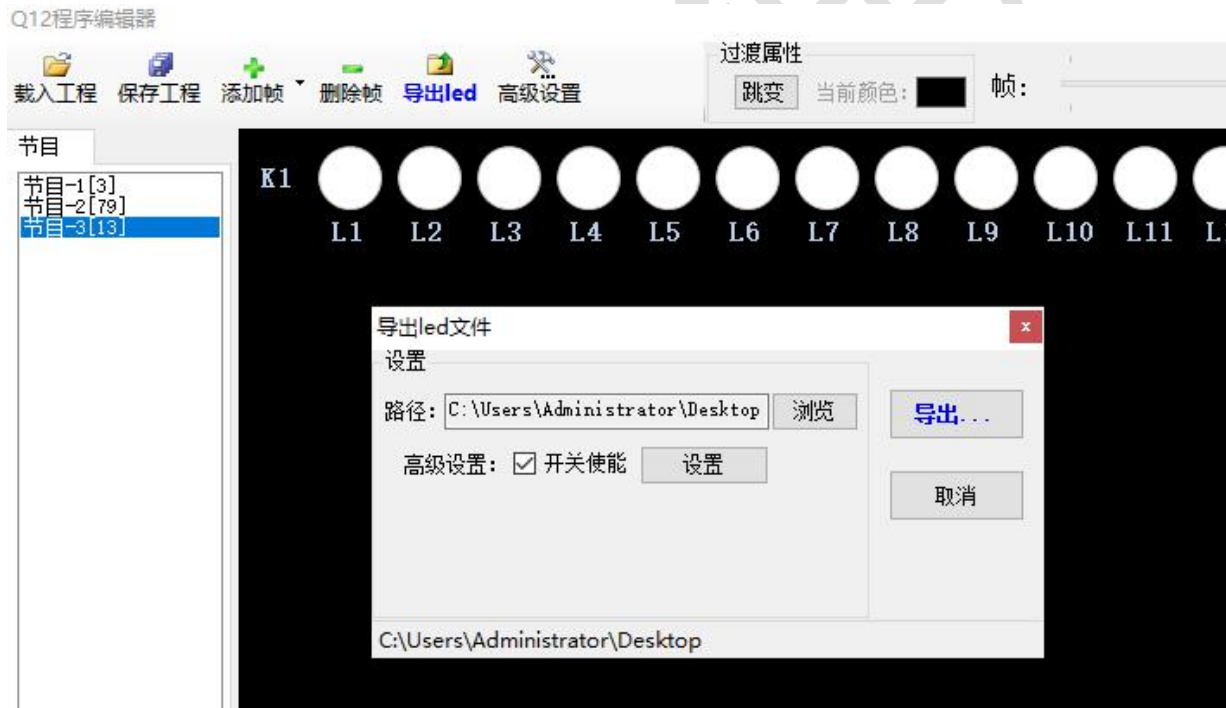 Q12程序编辑器
载入工程 保存工程 添加帧 删除帧 导出led 高级设置
过渡属性
跳变 当前颜色: 帧:
节目
节目-1[3]
节目-2[79]
节目-3[13]
K1
L1 L2 L3 L4 L5 L6 L7 L8 L9 L10 L11
导出led文件
设置
路径: C:\Users\Administrator\Desktop 浏览 导出...
高级设置: 开关使能 设置
取消
C:\Users\Administrator\Desktop